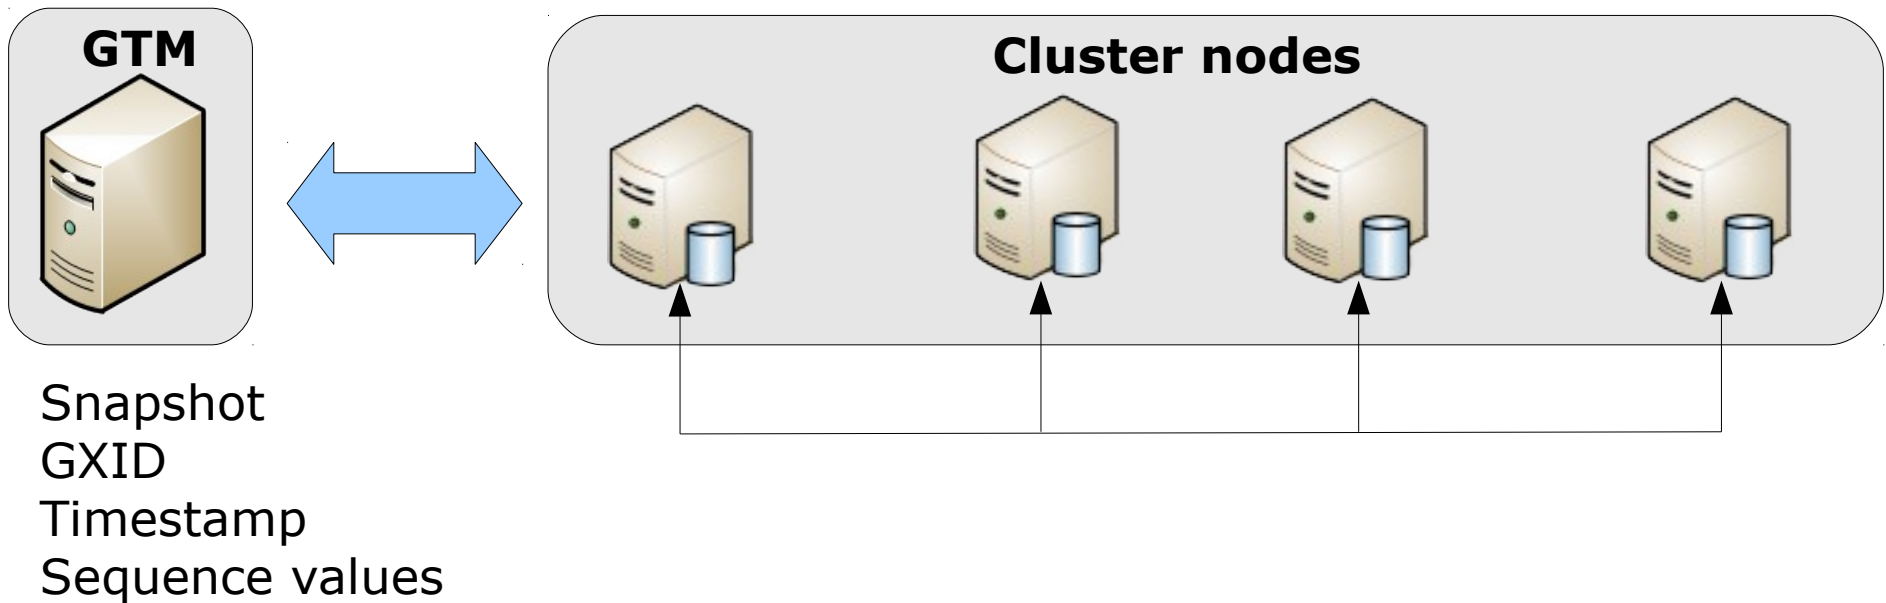 GTM
Cluster nodes
Snapshot
GXID
Timestamp
Sequence values